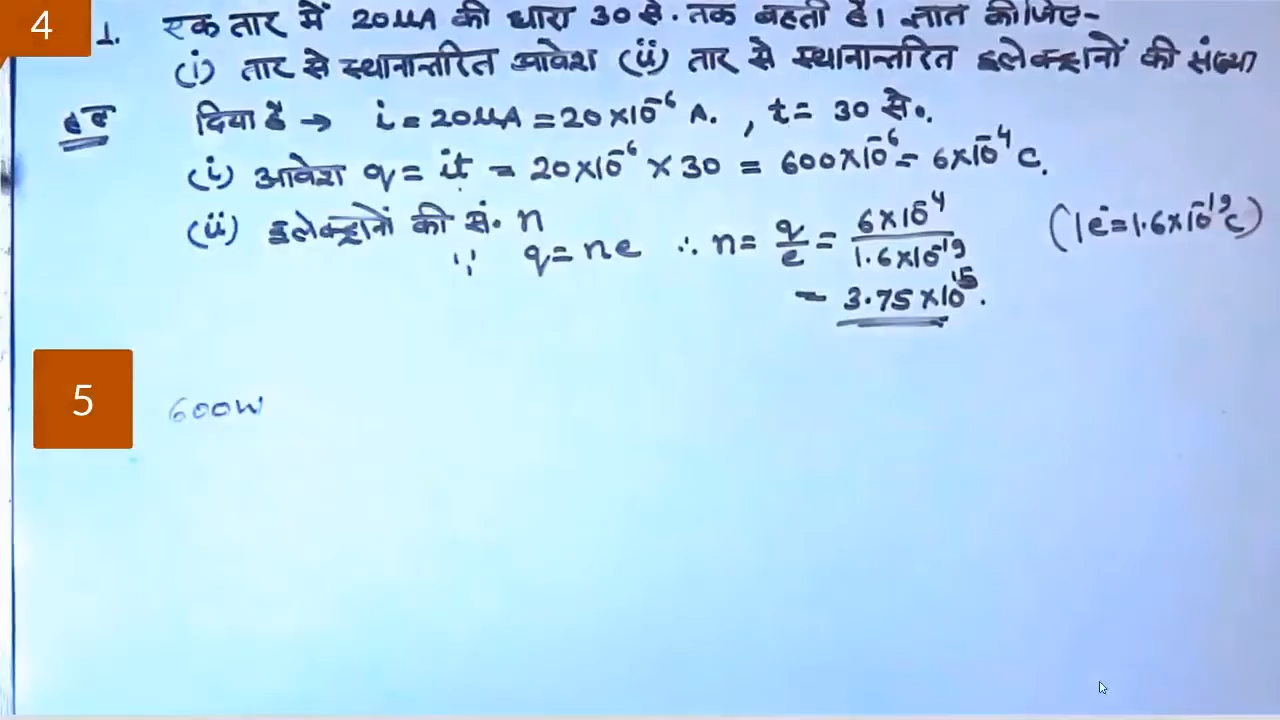 4
1. एक तार में 20μA की धारा 30 से. तक बहती है। ज्ञात कीजिए-
(i) तार से स्थानान्तरित आवेश (ii) तार से स्थानान्तरित इलेक्ट्रानों की संख्या
हल दिया है → i = 20μA = 20×10⁻⁶ A. , t = 30 से.
(i) आवेश q = it = 20×10⁻⁶ × 30 = 600×10⁻⁶ = 6×10⁻⁴ C.
(ii) इलेक्ट्रानों की सं. n
∵ q = ne ∴ n = q/e = 6×10⁻⁴/1.6×10⁻¹⁹ (1e⁻=1.6×10⁻¹⁹C)
= 3.75×10¹⁵.
5 600W